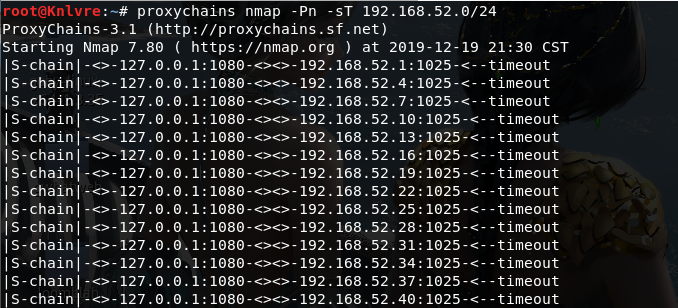 root@Knlvre:~# proxychains nmap -Pn -sT 192.168.52.0/24
ProxyChains-3.1 (http://proxychains.sf.net)
Starting Nmap 7.80 ( https://nmap.org ) at 2019-12-19 21:30 CST
|S-chain|-<>-127.0.0.1:1080-<><>-192.168.52.1:1025-<--timeout
|S-chain|-<>-127.0.0.1:1080-<><>-192.168.52.4:1025-<--timeout
|S-chain|-<>-127.0.0.1:1080-<><>-192.168.52.7:1025-<--timeout
|S-chain|-<>-127.0.0.1:1080-<><>-192.168.52.10:1025-<--timeout
|S-chain|-<>-127.0.0.1:1080-<><>-192.168.52.13:1025-<--timeout
|S-chain|-<>-127.0.0.1:1080-<><>-192.168.52.16:1025-<--timeout
|S-chain|-<>-127.0.0.1:1080-<><>-192.168.52.19:1025-<--timeout
|S-chain|-<>-127.0.0.1:1080-<><>-192.168.52.22:1025-<--timeout
|S-chain|-<>-127.0.0.1:1080-<><>-192.168.52.25:1025-<--timeout
|S-chain|-<>-127.0.0.1:1080-<><>-192.168.52.28:1025-<--timeout
|S-chain|-<>-127.0.0.1:1080-<><>-192.168.52.31:1025-<--timeout
|S-chain|-<>-127.0.0.1:1080-<><>-192.168.52.34:1025-<--timeout
|S-chain|-<>-127.0.0.1:1080-<><>-192.168.52.37:1025-<--timeout
|S-chain|-<>-127.0.0.1:1080-<><>-192.168.52.40:1025-<--timeout